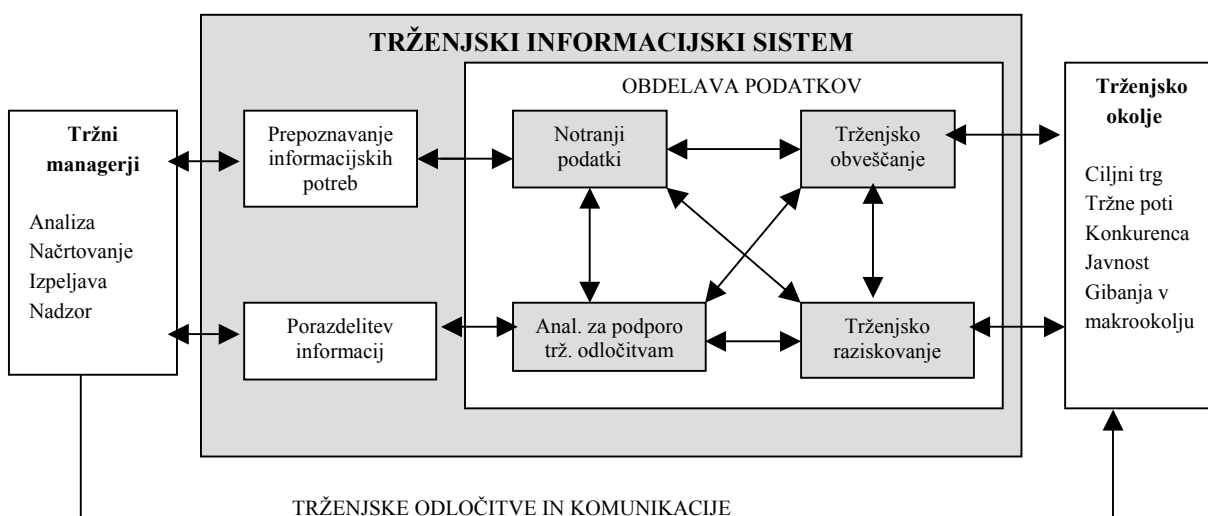 TRŽENJSKI INFORMACIJSKI SISTEM
Tržni
managerji
Analiza
Načrtovanje
Izpeljava
Nadzor
Prepoznavanje
informacijskih
potreb
Porazdelitev
informacij
OBDELAVA PODATKOV
Notranji
podatki
Trženjsko
obveščanje
Anal. za podporo
trž. odločitvam
Trženjsko
raziskovanje
Trženjsko
okolje
Ciljni trg
Tržne poti
Konkurenca
Javnost
Gibanja v
makrookolju
TRŽENJSKE ODLOČITVE IN KOMUNIKACIJE